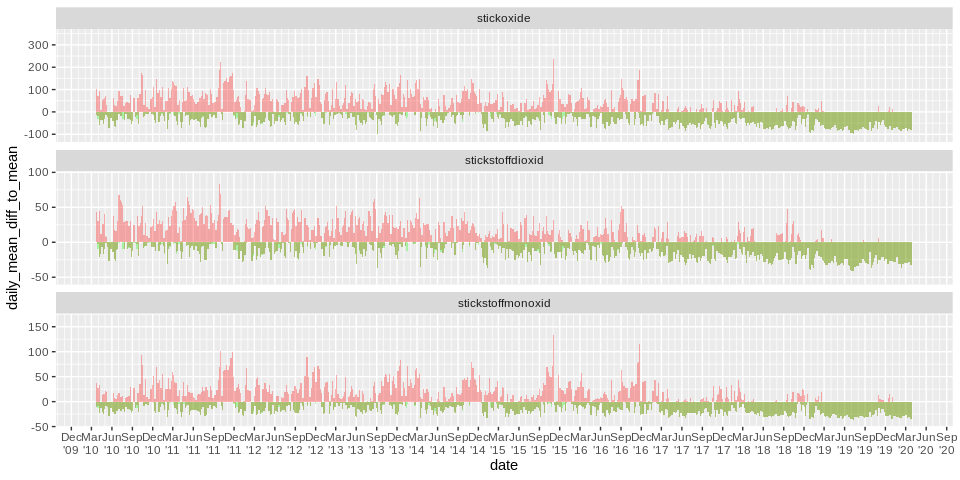 stickoxide
300
200
100
0
-100
stickstoffdioxid
100
50
0
-50
stickstoffmonoxid
150
100
50
0
-50
daily_mean_diff_to_mean
Dec Mar Jun Sep Dec Mar Jun Sep Dec Mar Jun Sep Dec Mar Jun Sep Dec Mar Jun Sep Dec Mar Jun Sep Dec Mar Jun Sep Dec Mar Jun Sep Dec Mar Jun Sep Dec Mar Jun Sep Dec Mar Jun Sep
'09 '10 '10 '10 '10 '11 '11 '11 '11 '12 '12 '12 '12 '13 '13 '13 '13 '14 '14 '14 '14 '15 '15 '15 '15 '16 '16 '16 '16 '17 '17 '17 '17 '18 '18 '18 '18 '19 '19 '19 '19 '20 '20 '20
date